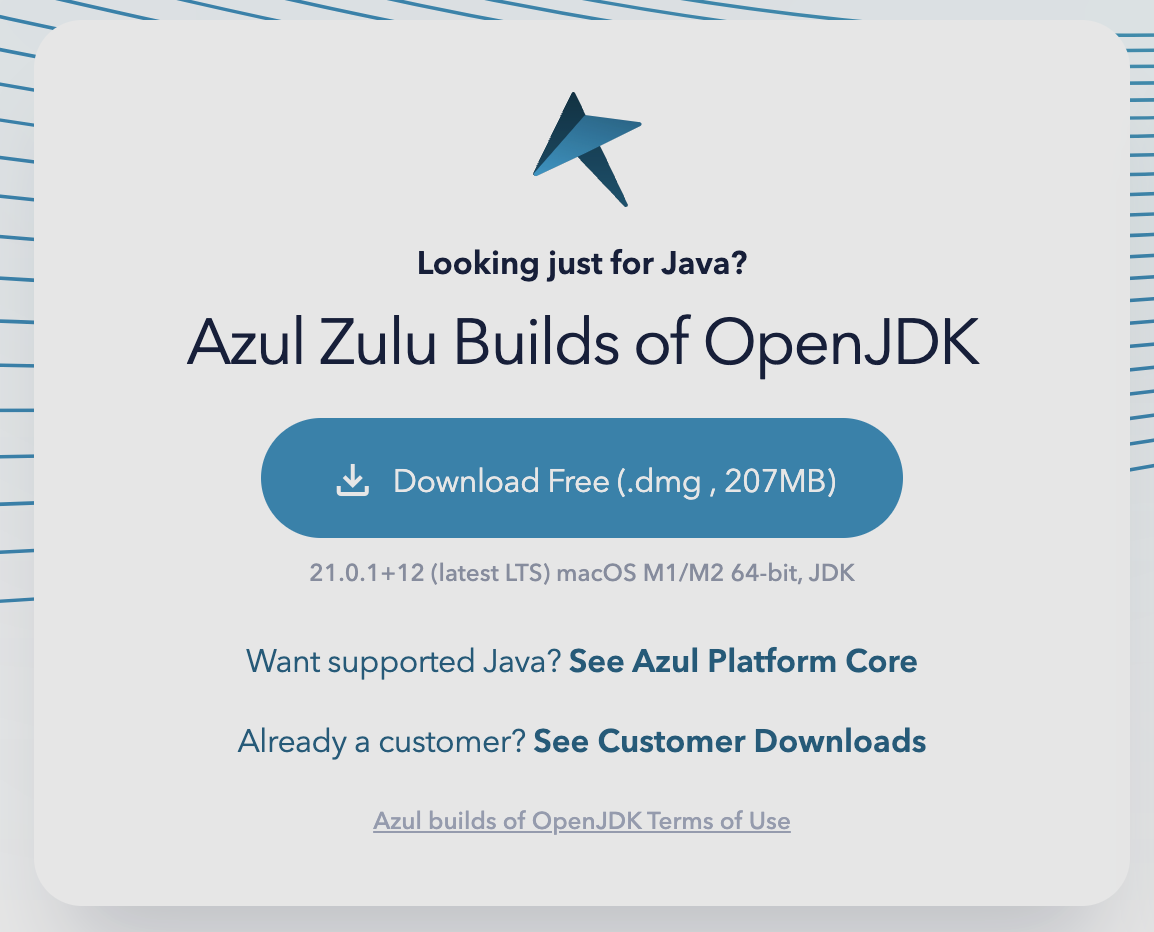 Looking just for Java?
Azul Zulu Builds of OpenJDK
Download Free (.dmg , 207MB)
21.0.1+12 (latest LTS) macOS M1/M2 64-bit, JDK
Want supported Java? See Azul Platform Core
Already a customer? See Customer Downloads
Azul builds of OpenJDK Terms of Use